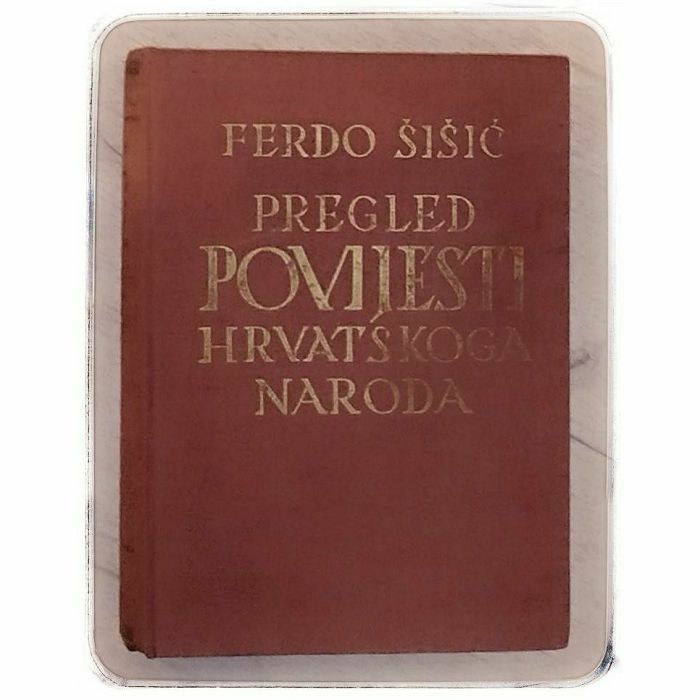 FERDO ŠIŠIĆ
PREGLED
POVIJESTI
HRVATSKOGA
NARODA